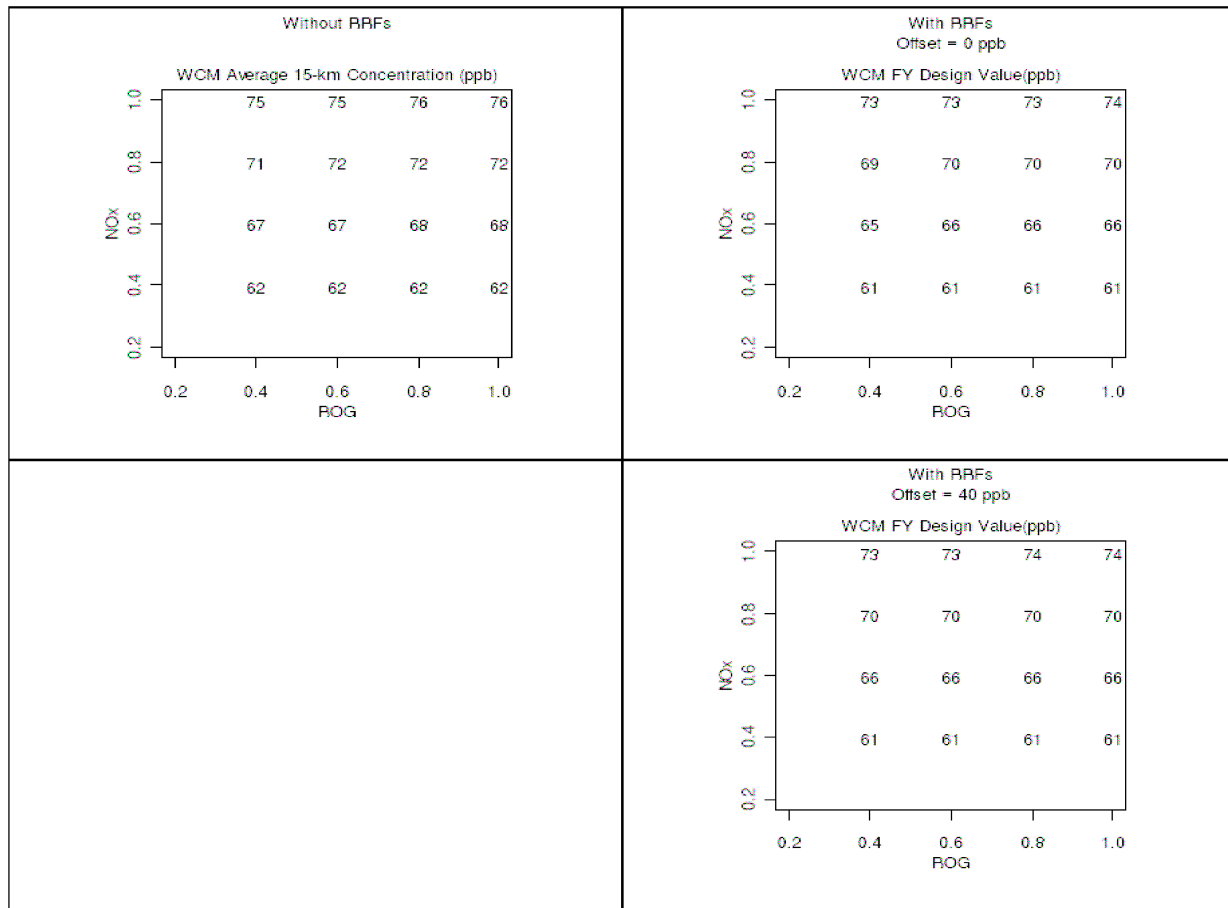 Without RRFs
WCM Average 15-km Concentration (ppb)
1.0 75 75 76 76
0.8 71 72 72 72
0.6 67 67 68 68
0.4 62 62 62 62
0.2
NOx
0.2 0.4 0.6 0.8 1.0
ROG
With RRFs
Offset = 0 ppb
WCM FY Design Value(ppb)
1.0 73 73 73 74
0.8 69 70 70 70
0.6 65 66 66 66
0.4 61 61 61 61
0.2
NOx
0.2 0.4 0.6 0.8 1.0
ROG
With RRFs
Offset = 40 ppb
WCM FY Design Value(ppb)
1.0 73 73 74 74
0.8 70 70 70 70
0.6 66 66 66 66
0.4 61 61 61 61
0.2
NOx
0.2 0.4 0.6 0.8 1.0
ROG